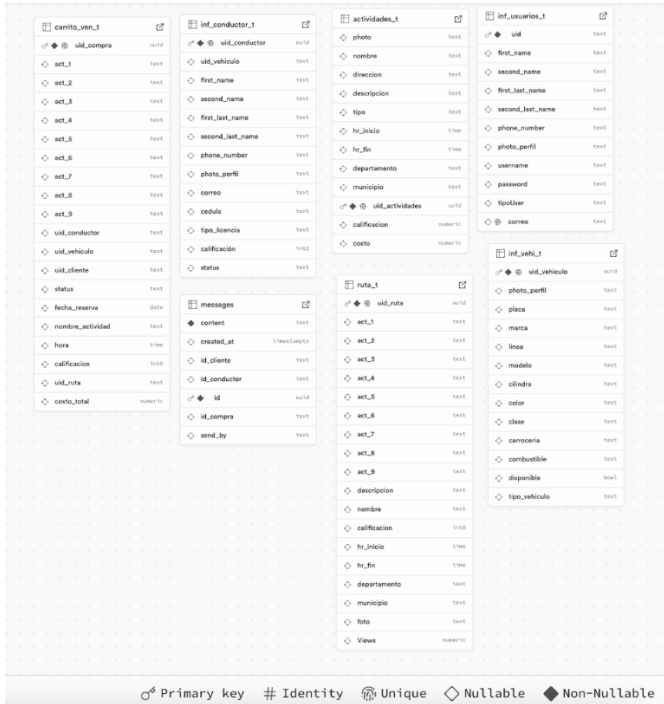 carrito_ven_t
uid_compra uuid
act_1 text
act_2 text
act_3 text
act_4 text
act_5 text
act_6 text
act_7 text
act_8 text
act_9 text
uid_conductor text
uid_vehiculo text
uid_cliente text
status text
fecha_reserva date
nombre_actividad text
hora time
calificacion int8
uid_ruta text
costo_total numeric
inf_conductor_t
uid_conductor uuid
uid_vehiculo text
first_name text
second_name text
first_last_name text
second_last_name text
phone_number text
photo_perfil text
correo text
cedula text
tipo_licencia text
calificación int2
status text
messages
content text
created_at timestamptz
id_cliente text
id_conductor text
id uuid
id_compra text
send_by text
actividades_t
photo text
nombre text
direccion text
descripcion text
tipo text
hr_inicio time
hr_fin time
departamento text
municipio text
uid_actividades uuid
calificacion numeric
costo numeric
ruta_t
uid_ruta uuid
act_1 text
act_2 text
act_3 text
act_4 text
act_5 text
act_6 text
act_7 text
act_8 text
act_9 text
descripcion text
nombre text
calificacion int8
hr_inicio time
hr_fin time
departamento text
municipio text
foto text
Views numeric
inf_usuarios_t
uid text
first_name text
second_name text
first_last_name text
second_last_name text
phone_number text
photo_perfil text
username text
password text
tipoUser text
correo text
inf_vehi_t
uid_vehiculo uuid
photo_perfil text
placa text
marca text
linea text
modelo text
cilindra text
color text
clase text
carroceria text
combustible text
disponible bool
tipo_vehiculo text
Primary key # Identity Unique Nullable Non-Nullable